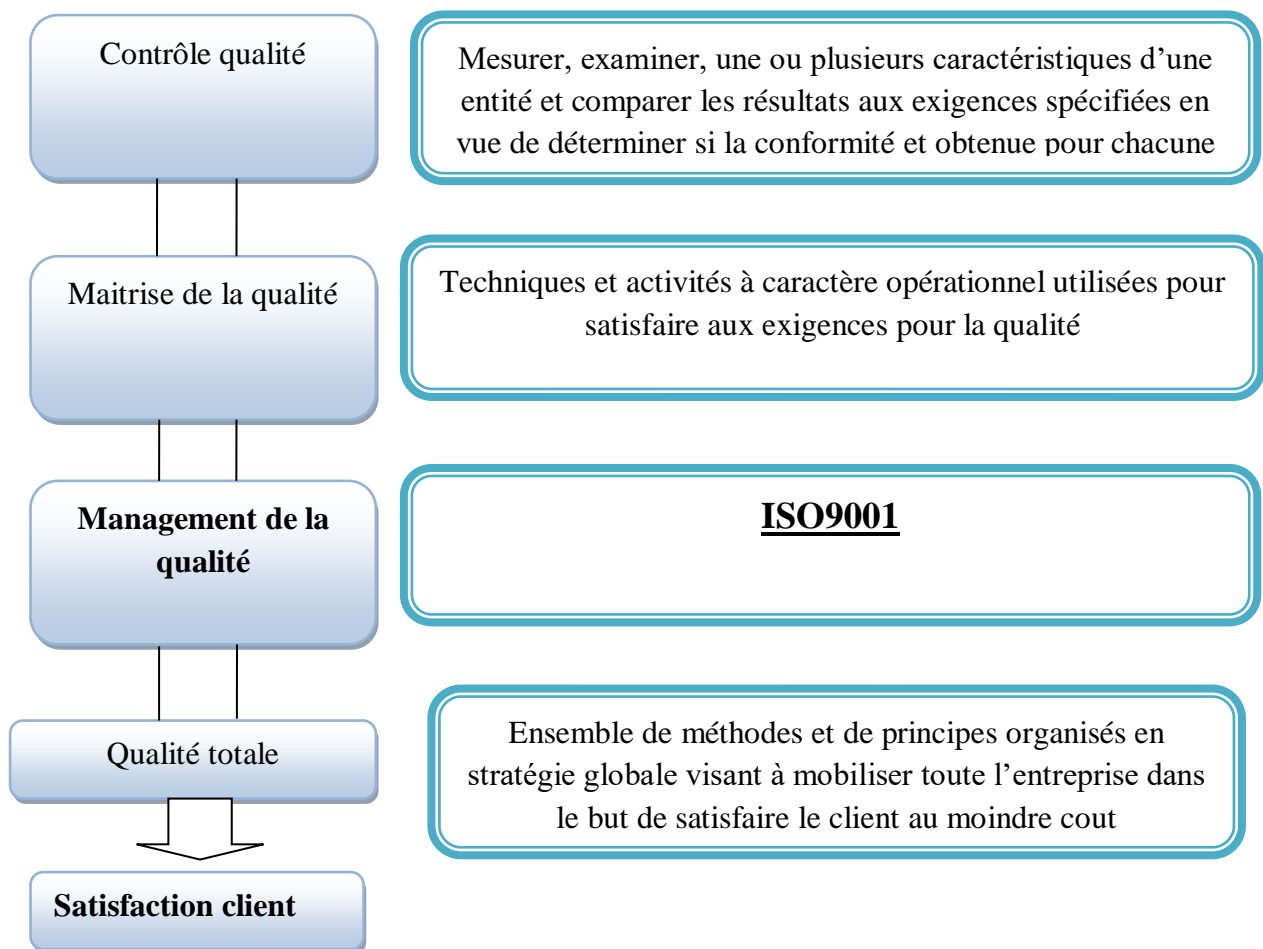 Contrôle qualité
Mesurer, examiner, une ou plusieurs caractéristiques d’une
entité et comparer les résultats aux exigences spécifiées en
vue de déterminer si la conformité et obtenue pour chacune
Maitrise de la qualité
Techniques et activités à caractère opérationnel utilisées pour
satisfaire aux exigences pour la qualité
Management de la
qualité
ISO9001
Qualité totale
Ensemble de méthodes et de principes organisés en
stratégie globale visant à mobiliser toute l’entreprise dans
le but de satisfaire le client au moindre cout
Satisfaction client